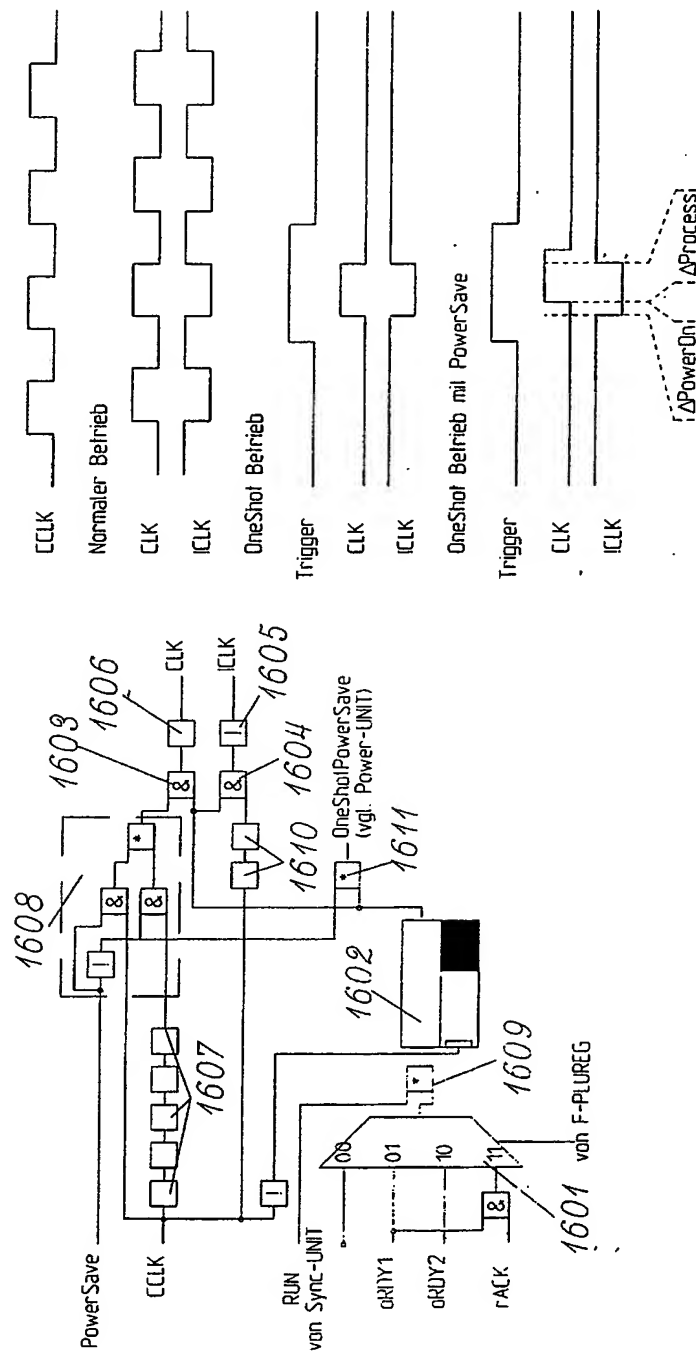 PowerSave
CCLK
RUN
von Sync-UNIT
oRDY1
oRDY2
rACK
1608
1607
1603
1606
CLK
!CLK
1605
1604
1610
OneShotPowerSave
(vgl. Power-UNIT)
1611
1602
1609
von F-PLUREG
1601
00
01
10
11
&
&
&
&
&
!
!
!
*
*
*
CCLK
Normaler Betrieb
CLK
!CLK
OneShot Betrieb
Trigger
CLK
!CLK
OneShot Betrieb mit PowerSave
Trigger
CLK
!CLK
ΔPowerOn
ΔProcess